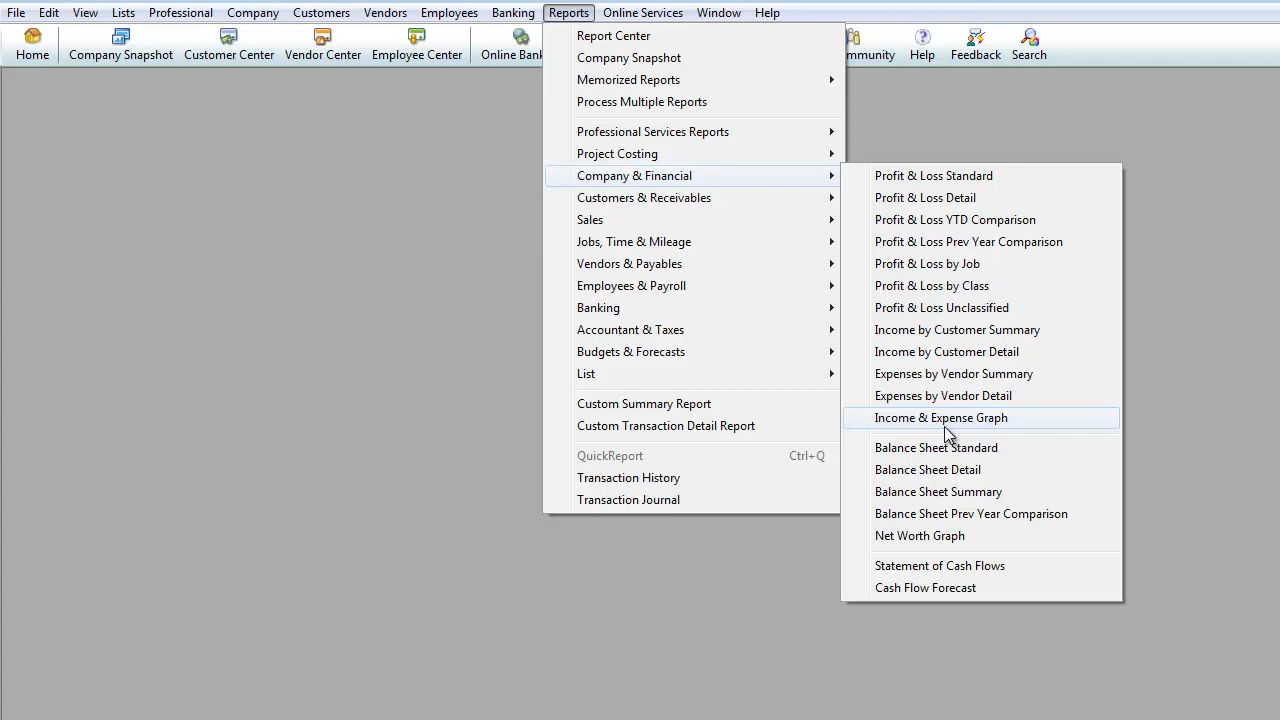 File Edit View Lists Professional Company Customers Vendors Employees Banking Reports Online Services Window Help
Home Company Snapshot Customer Center Vendor Center Employee Center Online Bank mmunity Help Feedback Search
Report Center
Company Snapshot
Memorized Reports
Process Multiple Reports
Professional Services Reports
Project Costing
Company & Financial
Customers & Receivables
Sales
Jobs, Time & Mileage
Vendors & Payables
Employees & Payroll
Banking
Accountant & Taxes
Budgets & Forecasts
List
Custom Summary Report
Custom Transaction Detail Report
QuickReport Ctrl+Q
Transaction History
Transaction Journal
Profit & Loss Standard
Profit & Loss Detail
Profit & Loss YTD Comparison
Profit & Loss Prev Year Comparison
Profit & Loss by Job
Profit & Loss by Class
Profit & Loss Unclassified
Income by Customer Summary
Income by Customer Detail
Expenses by Vendor Summary
Expenses by Vendor Detail
Income & Expense Graph
Balance Sheet Standard
Balance Sheet Detail
Balance Sheet Summary
Balance Sheet Prev Year Comparison
Net Worth Graph
Statement of Cash Flows
Cash Flow Forecast